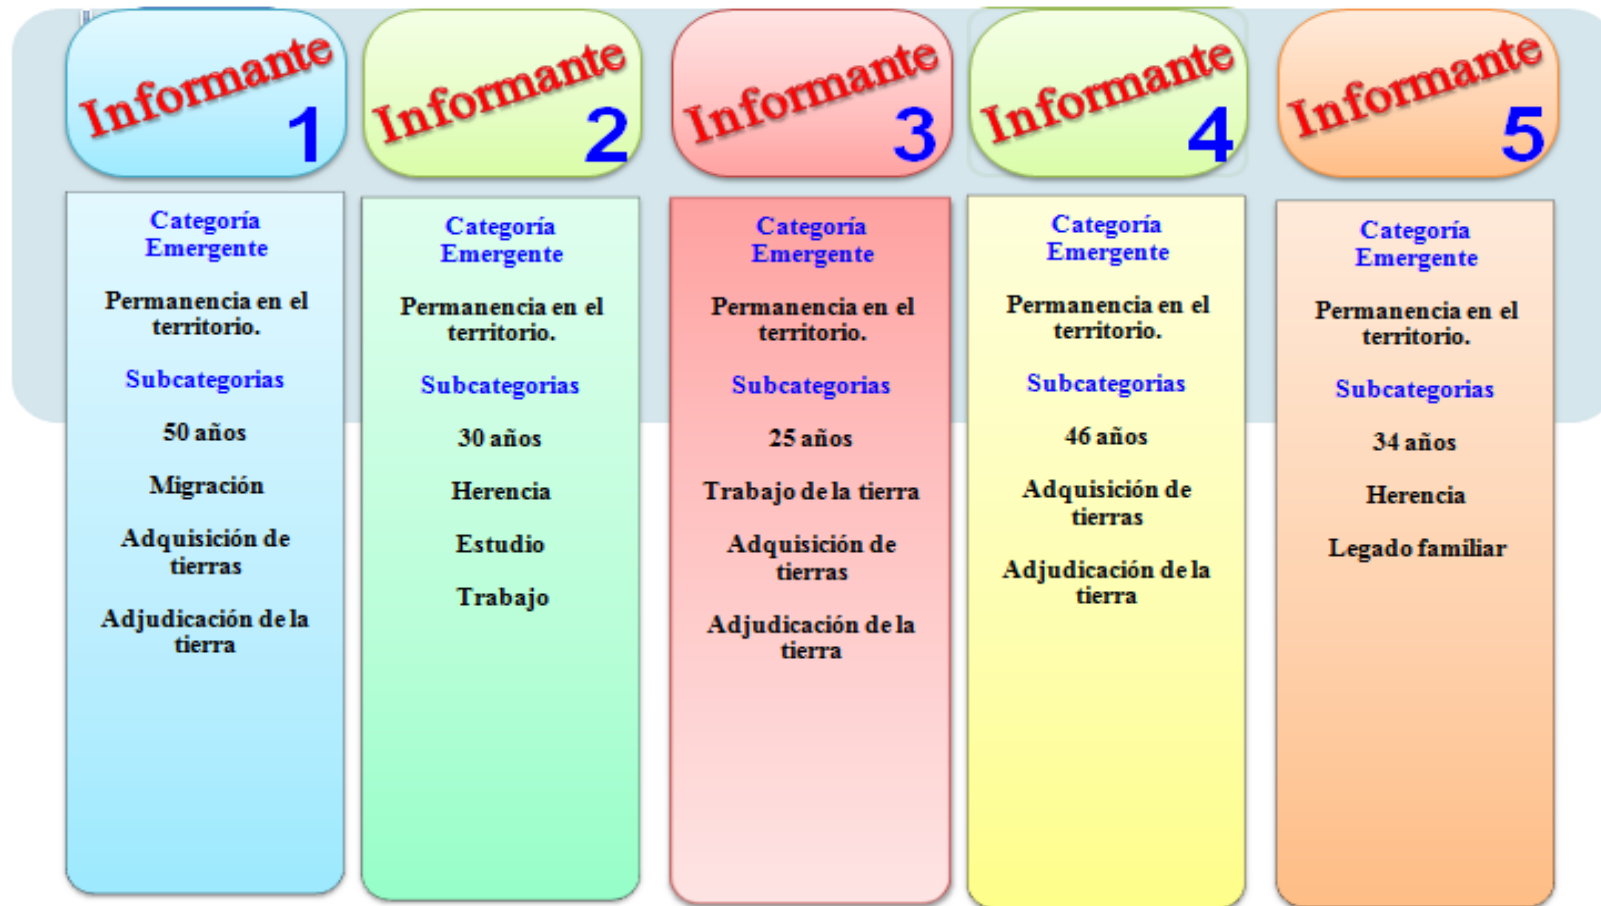 Informante
1
Categoría
Emergente
Permanencia en el
territorio.
Subcategorias
50 años
Migración
Adquisición de
tierras
Adjudicación de la
tierra
Informante
2
Categoría
Emergente
Permanencia en el
territorio.
Subcategorias
30 años
Herencia
Estudio
Trabajo
Informante
3
Categoría
Emergente
Permanencia en el
territorio.
Subcategorias
25 años
Trabajo de la tierra
Adquisición de
tierras
Adjudicación de la
tierra
Informante
4
Categoría
Emergente
Permanencia en el
territorio.
Subcategorias
46 años
Adquisición de
tierras
Adjudicación de la
tierra
Informante
5
Categoría
Emergente
Permanencia en el
territorio.
Subcategorias
34 años
Herencia
Legado familiar